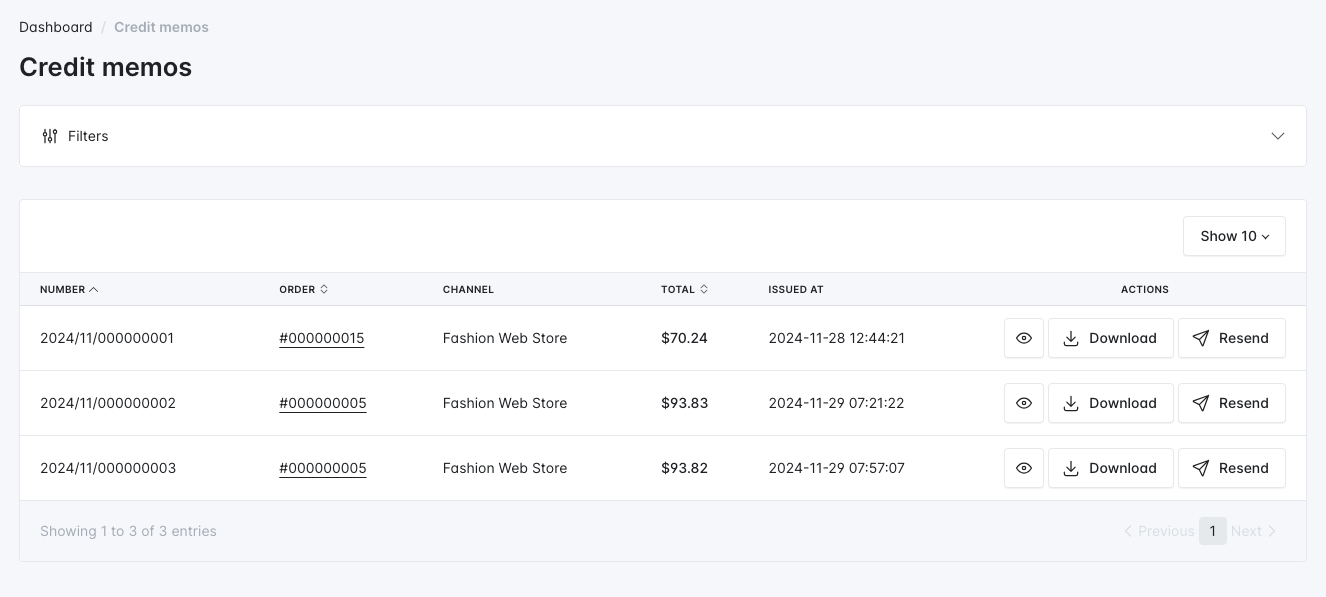 Dashboard / Credit memos
Credit memos
Filters
Show 10
NUMBER ORDER CHANNEL TOTAL ISSUED AT ACTIONS
2024/11/000000001 #000000015 Fashion Web Store $70.24 2024-11-28 12:44:21 Download Resend
2024/11/000000002 #000000005 Fashion Web Store $93.83 2024-11-29 07:21:22 Download Resend
2024/11/000000003 #000000005 Fashion Web Store $93.82 2024-11-29 07:57:07 Download Resend
Showing 1 to 3 of 3 entries Previous 1 Next